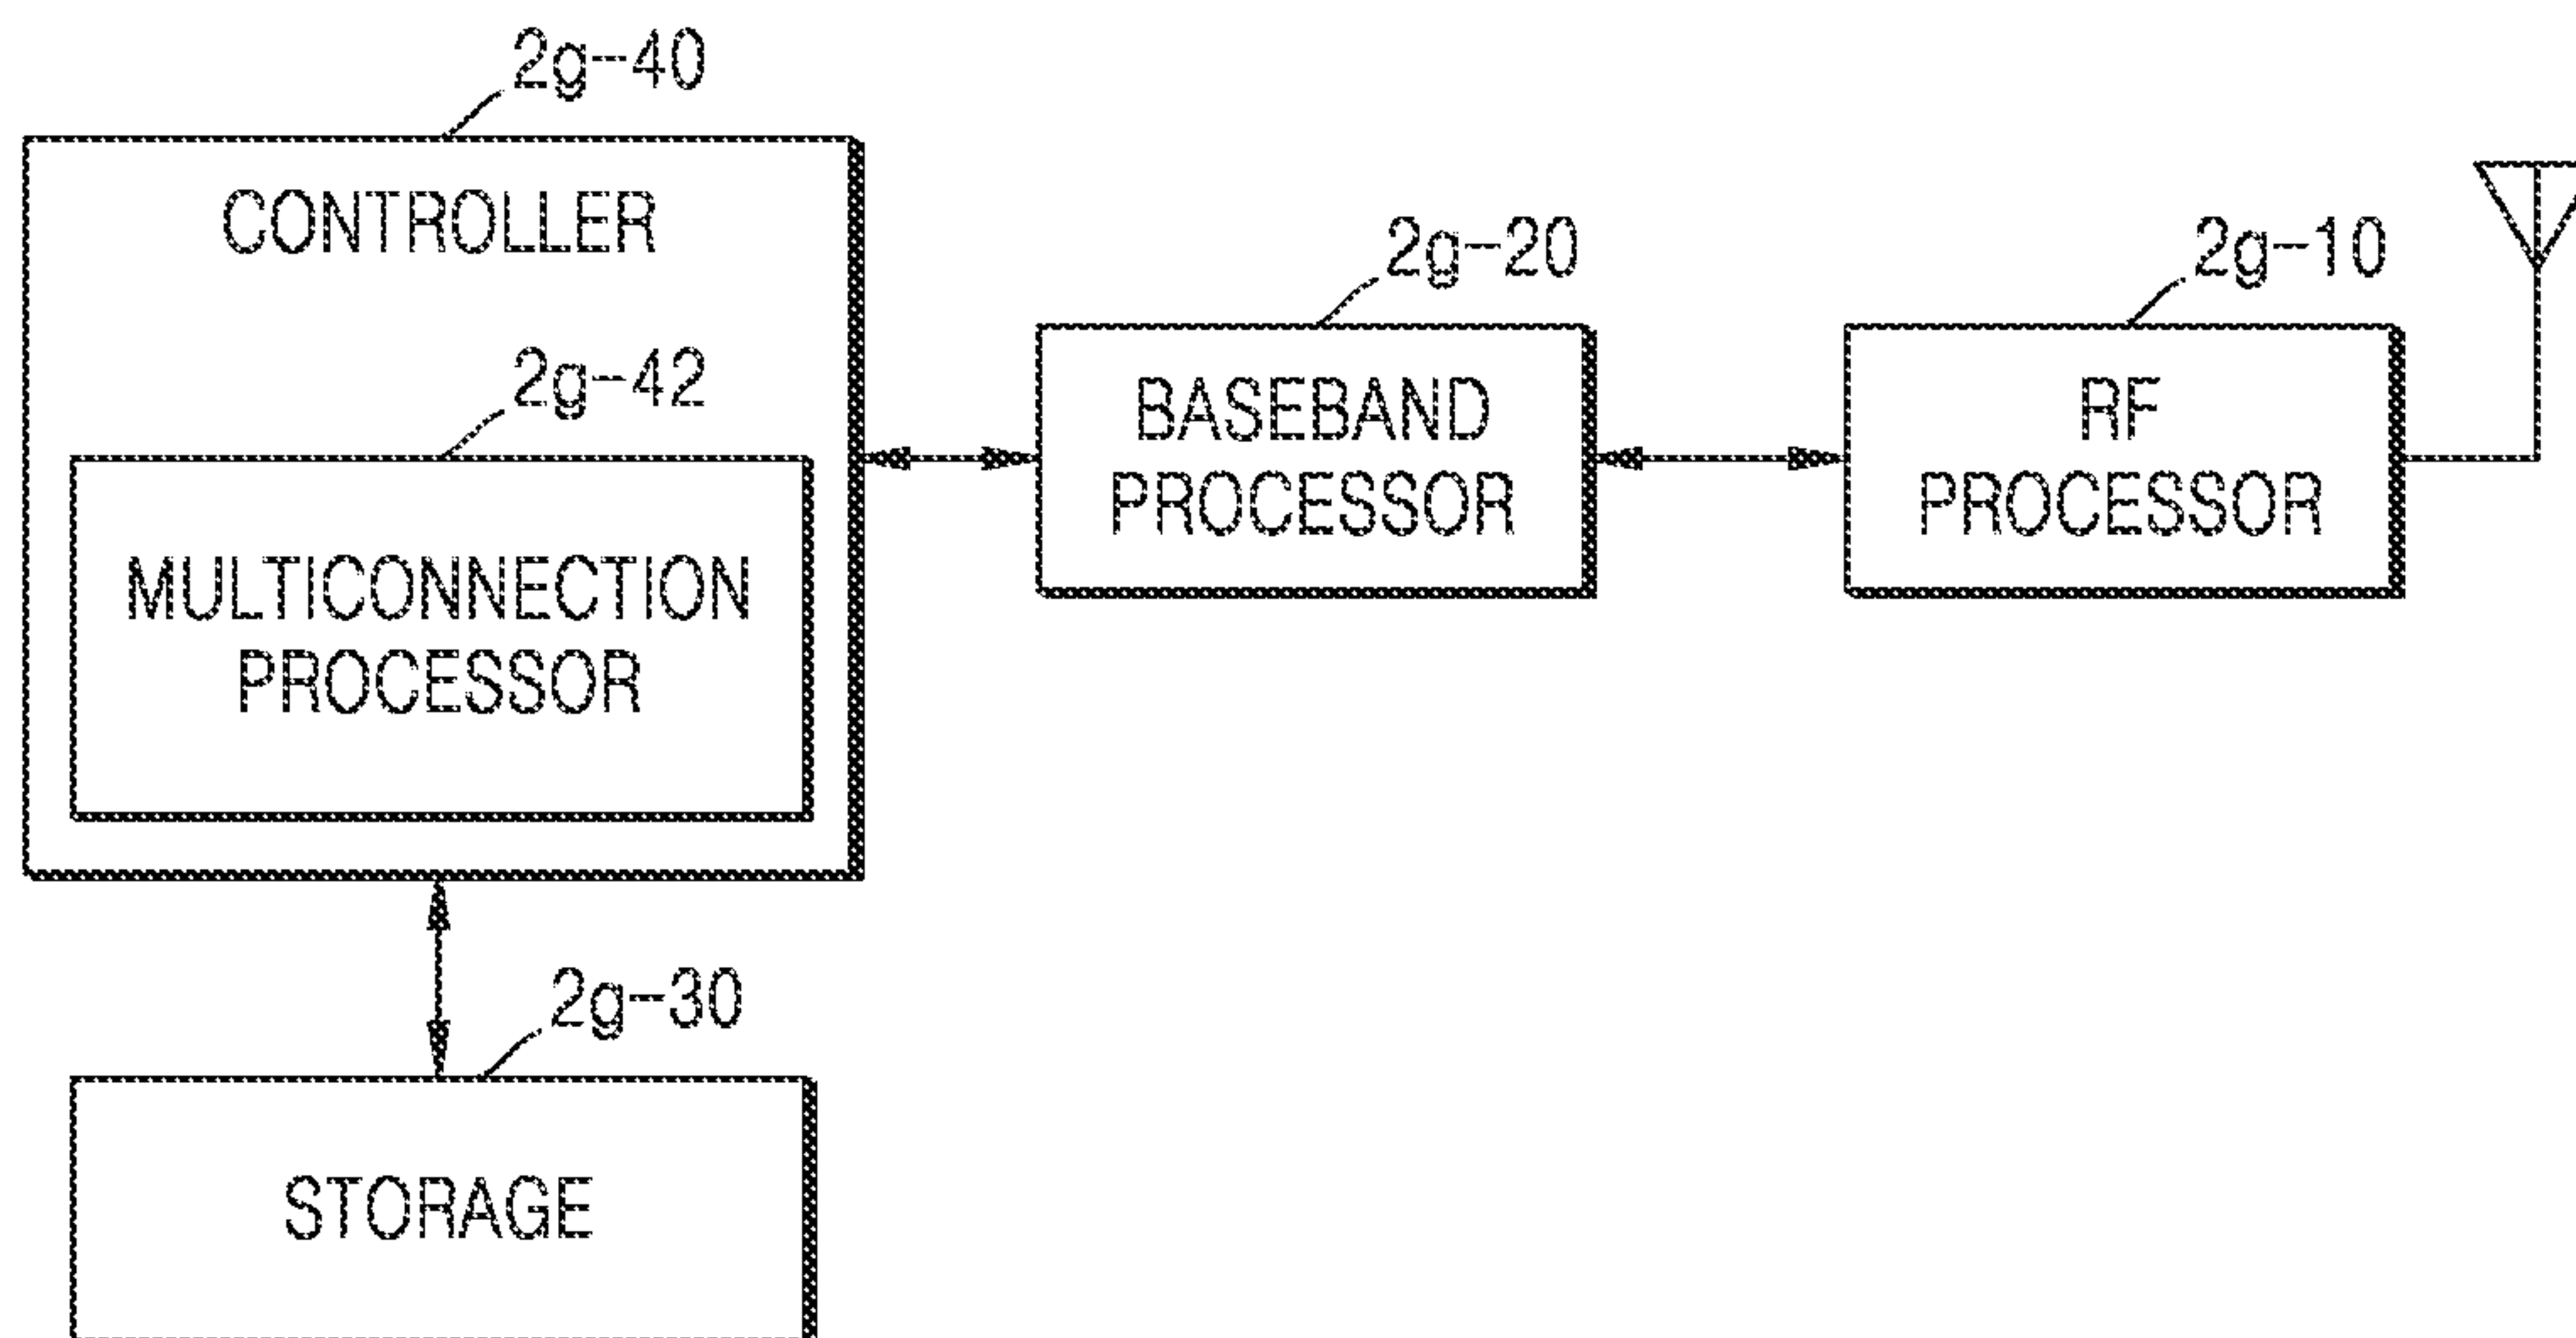 2g-40
CONTROLLER
2g-42
MULTICONNECTION
PROCESSOR
2g-20
BASEBAND
PROCESSOR
2g-10
RF
PROCESSOR
2g-30
STORAGE